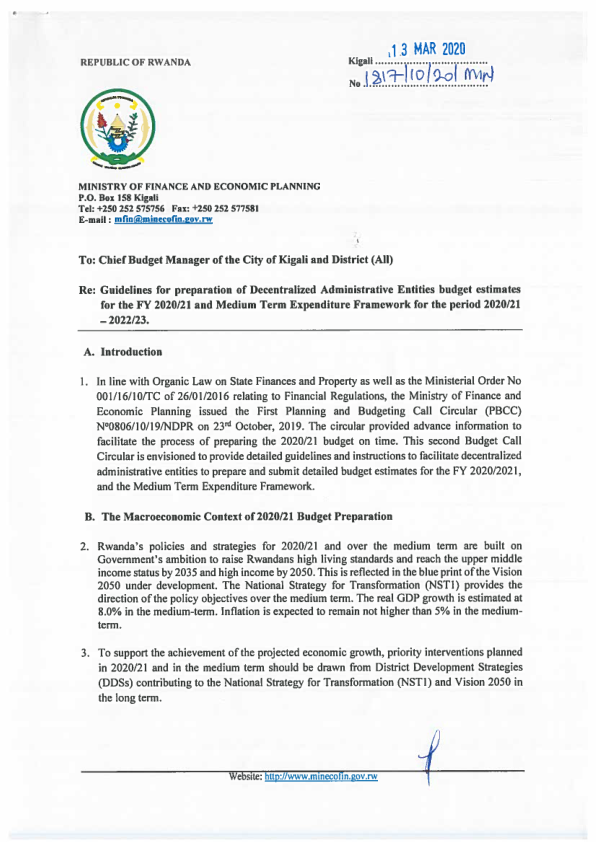 13 MAR 2020
REPUBLIC OF RWANDA
Kigali
No 1817/10/20/MIN
MINISTRY OF FINANCE AND ECONOMIC PLANNING
P.O. Box 158 Kigali
Tel: +250 252 575756 Fax: +250 252 577581
E-mail : mfin@minecofin.gov.rw
To: Chief Budget Manager of the City of Kigali and District (All)
Re: Guidelines for preparation of Decentralized Administrative Entities budget estimates
for the FY 2020/21 and Medium Term Expenditure Framework for the period 2020/21
– 2022/23.
A. Introduction
1. In line with Organic Law on State Finances and Property as well as the Ministerial Order No
001/16/10/TC of 26/01/2016 relating to Financial Regulations, the Ministry of Finance and
Economic Planning issued the First Planning and Budgeting Call Circular (PBCC)
Nº0806/10/19/NDPR on 23rd October, 2019. The circular provided advance information to
facilitate the process of preparing the 2020/21 budget on time. This second Budget Call
Circular is envisioned to provide detailed guidelines and instructions to facilitate decentralized
administrative entities to prepare and submit detailed budget estimates for the FY 2020/2021,
and the Medium Term Expenditure Framework.
B. The Macroeconomic Context of 2020/21 Budget Preparation
2. Rwanda's policies and strategies for 2020/21 and over the medium term are built on
Government's ambition to raise Rwandans high living standards and reach the upper middle
income status by 2035 and high income by 2050. This is reflected in the blue print of the Vision
2050 under development. The National Strategy for Transformation (NST1) provides the
direction of the policy objectives over the medium term. The real GDP growth is estimated at
8.0% in the medium-term. Inflation is expected to remain not higher than 5% in the medium-
term.
3. To support the achievement of the projected economic growth, priority interventions planned
in 2020/21 and in the medium term should be drawn from District Development Strategies
(DDSs) contributing to the National Strategy for Transformation (NST1) and Vision 2050 in
the long term.
Website: http://www.minecofin.gov.rw